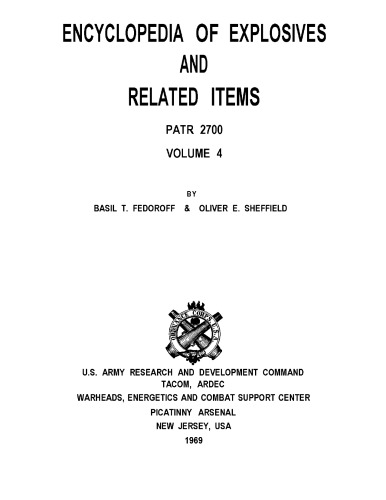 ENCYCLOPEDIA OF EXPLOSIVES
AND
RELATED ITEMS
PATR 2700
VOLUME 4
BY
BASIL T. FEDOROFF & OLIVER E. SHEFFIELD
ORDNANCE CORPS U.S.A.
U.S. ARMY RESEARCH AND DEVELOPMENT COMMAND
TACOM, ARDEC
WARHEADS, ENERGETICS AND COMBAT SUPPORT CENTER
PICATINNY ARSENAL
NEW JERSEY, USA
1969